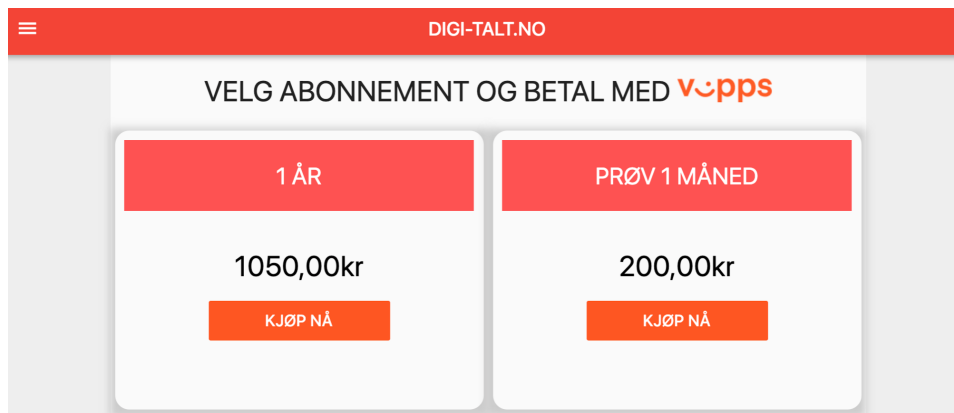 DIGI-TALT.NO
VELG ABONNEMENT OG BETAL MED vipps
1 ÅR
1050,00kr
KJØP NÅ
PRØV 1 MÅNED
200,00kr
KJØP NÅ